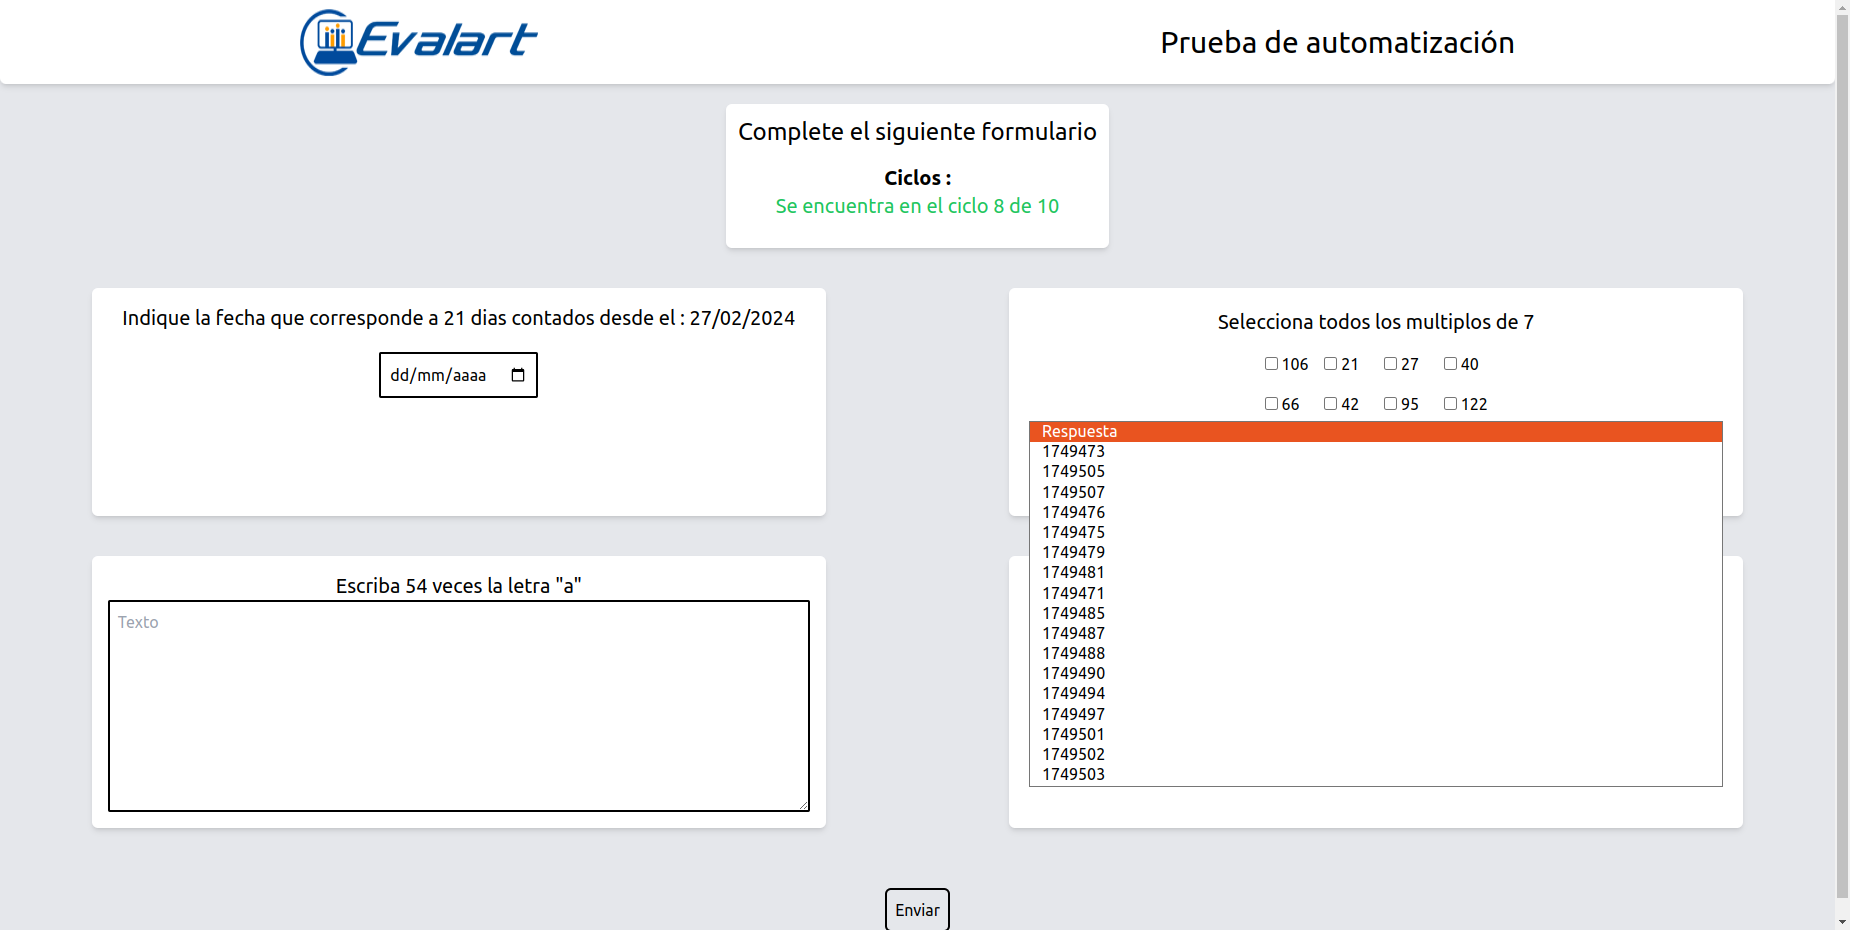 Evalart
Prueba de automatización
Complete el siguiente formulario
Ciclos :
Se encuentra en el ciclo 8 de 10
Indique la fecha que corresponde a 21 dias contados desde el : 27/02/2024
dd/mm/aaaa
Selecciona todos los multiplos de 7
106 21 27 40
66 42 95 122
Respuesta
1749473
1749505
1749507
1749476
1749475
1749479
1749481
1749471
1749485
1749487
1749488
1749490
1749494
1749497
1749501
1749502
1749503
Escriba 54 veces la letra "a"
Texto
Enviar